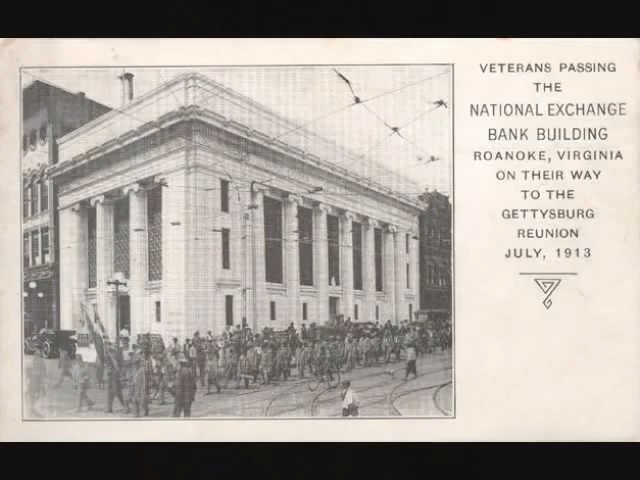 VETERANS PASSING
THE
NATIONAL EXCHANGE
BANK BUILDING
ROANOKE, VIRGINIA
ON THEIR WAY
TO THE
GETTYSBURG
REUNION
JULY, 1913